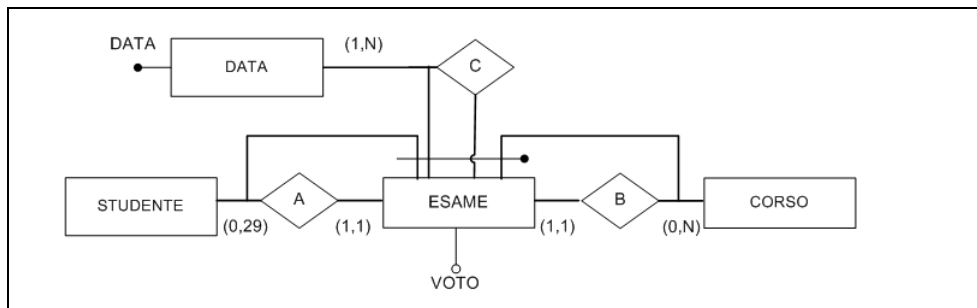 DATA (1,N)
DATA C
STUDENTE A ESAME B CORSO
(0,29) (1,1) (1,1) (0,N)
VOTO